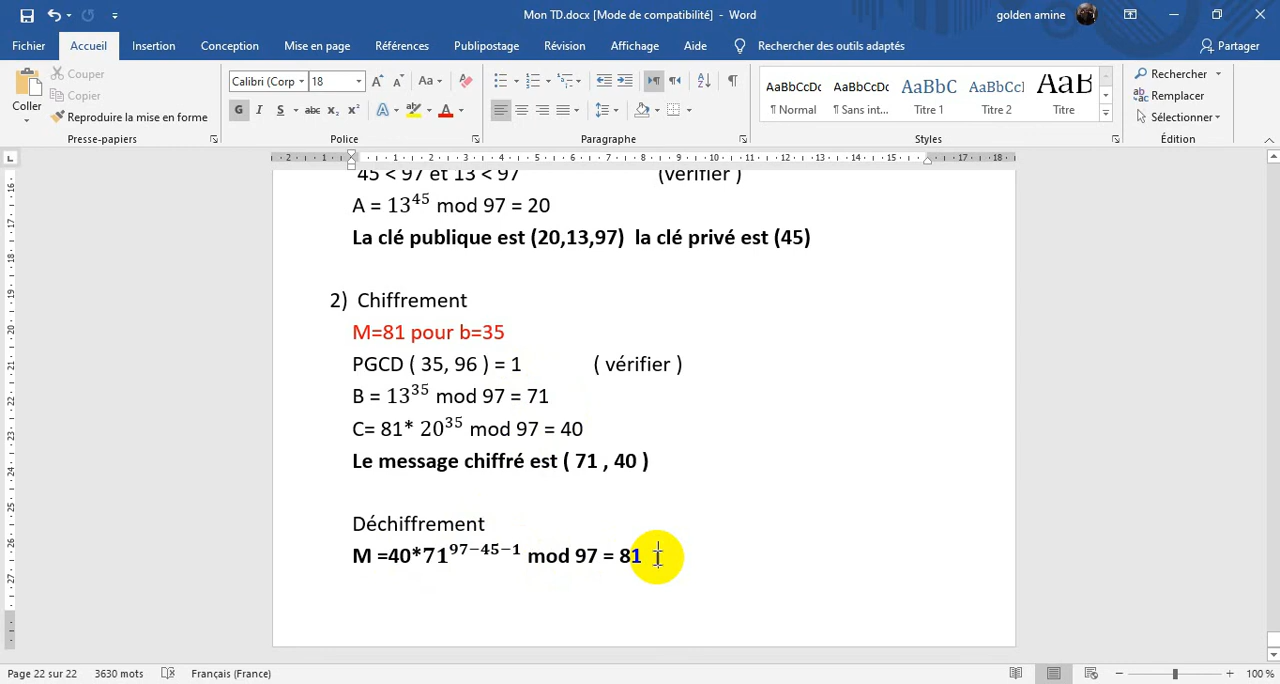 Mon TD.docx [Mode de compatibilité] - Word
golden amine
Fichier Accueil Insertion Conception Mise en page Références Publipostage Révision Affichage Aide Rechercher des outils adaptés Partager
Coller
Couper
Copier
Reproduire la mise en forme
Calibri (Corp 18
G I S abc x₂ x²
AaBbCcDc AaBbCcDc AaBbC AaBbCcI AaB
¶ Normal ¶ Sans int... Titre 1 Titre 2 Titre
Rechercher
Remplacer
Sélectionner
Presse-papiers Police Paragraphe Styles Édition
45 < 97 et 13 < 97 (vérifier )
A = 13⁴⁵ mod 97 = 20
La clé publique est (20,13,97) la clé privé est (45)
2) Chiffrement
M=81 pour b=35
PGCD ( 35, 96 ) = 1 ( vérifier )
B = 13³⁵ mod 97 = 71
C= 81* 20³⁵ mod 97 = 40
Le message chiffré est ( 71 , 40 )
Déchiffrement
M =40*71⁹⁷⁻⁴⁵⁻¹ mod 97 = 81
Page 22 sur 22 3630 mots Français (France) 100 %